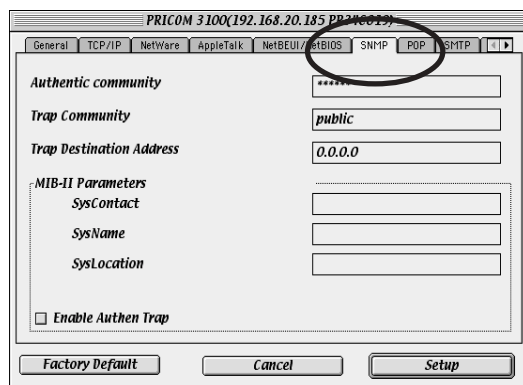 PRICOM 3100(192.168.20.185
General TCP/IP NetWare AppleTalk NetBEUI/NetBIOS SNMP POP SMTP
Authentic community ******
Trap Community public
Trap Destination Address 0.0.0.0
MIB-II Parameters
SysContact
SysName
SysLocation
Enable Authen Trap
Factory Default Cancel Setup